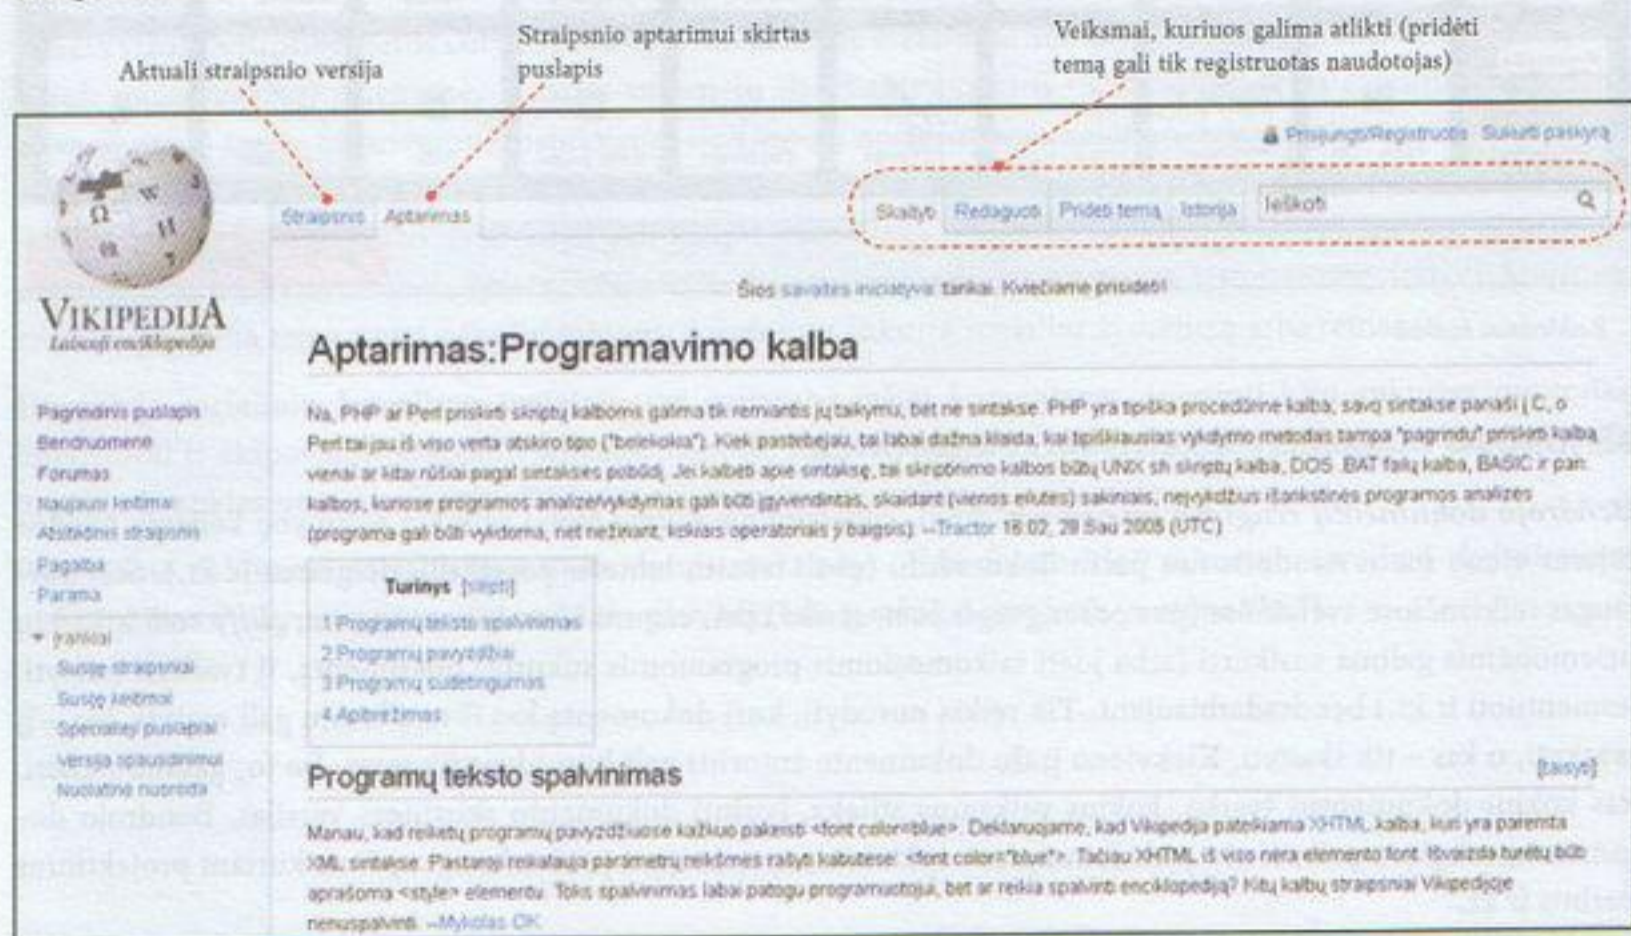 Straipsnio aptarimui skirtas
puslapis
Veiksmai, kuriuos galima atlikti (pridėti
temą gali tik registruotas naudotojas)
Aktuali straipsnio versija
Prisijungti/Registruotis Sukurti paskyrą
Straipsnis Aptarimas
Skaityti Redaguoti Pridėti temą Istorija Ieškoti
Šios savaitės iniciatyva: tankai. Kviečiame prisidėti!
VIKIPEDIJA
Laisvoji enciklopedija
Aptarimas:Programavimo kalba
Pagrindinis puslapis
Bendruomenė
Forumas
Naujausi keitimai
Atsitiktinis straipsnis
Pagalba
Parama
Įrankiai
Susiję straipsniai
Susiję keitimai
Specialieji puslapiai
Versija spausdinimui
Nuolatinė nuoroda
Na, PHP ar Perl priskirti skriptų kalboms galima tik remiantis jų taikymu, bet ne sintakse. PHP yra tipiška procedūrinė kalba, savo sintakse panaši į C, o
Perl tai jau iš viso verta atskiro tipo ("belekokia"). Kiek pastebėjau, tai labai dažna klaida, kai tipiškiausias vykdymo metodas tampa "pagrindu" priskirti kalbą
vienai ar kitai rūšiai pagal sintaksės pobūdį. Jei kalbėti apie sintaksę, tai skriptinimo kalbos būtų UNIX sh skriptų kalba, DOS .BAT failų kalba, BASIC ir pan.
kalbos, kuriose programos analizė/vykdymas gali būti įgyvendintas, skaidant (vienos eilutės) sakiniais, neįvykdžius išankstinės programos analizės
(programa gali būti vykdoma, net nežinant, kokiais operatoriais ji baigsis). --Tractor 16:02, 28 Sau 2005 (UTC)
Turinys [slėpti]
1 Programų teksto spalvinimas
2 Programų pavyzdžiai
3 Programų sudėtingumas
4 Apibrėžimas
Programų teksto spalvinimas [taisyti]
Manau, kad reikėtų programų pavyzdžiuose kažkuo pakeisti <font color=blue>. Deklaruojame, kad Vikipedija pateikiama XHTML kalba, kuri yra paremta
XML sintakse. Pastaroji reikalauja parametrų reikšmes rašyti kabutėse: <font color="blue">. Tačiau XHTML iš viso nėra elemento font. Išvaizda turėtų būti
aprašoma <style> elementu. Toks spalvinimas labai patogu programuotojui, bet ar reikia spalvinti enciklopediją? Kitų kalbų straipsniai Vikipedijoje
nenuspalvinti. --Mykolas OK